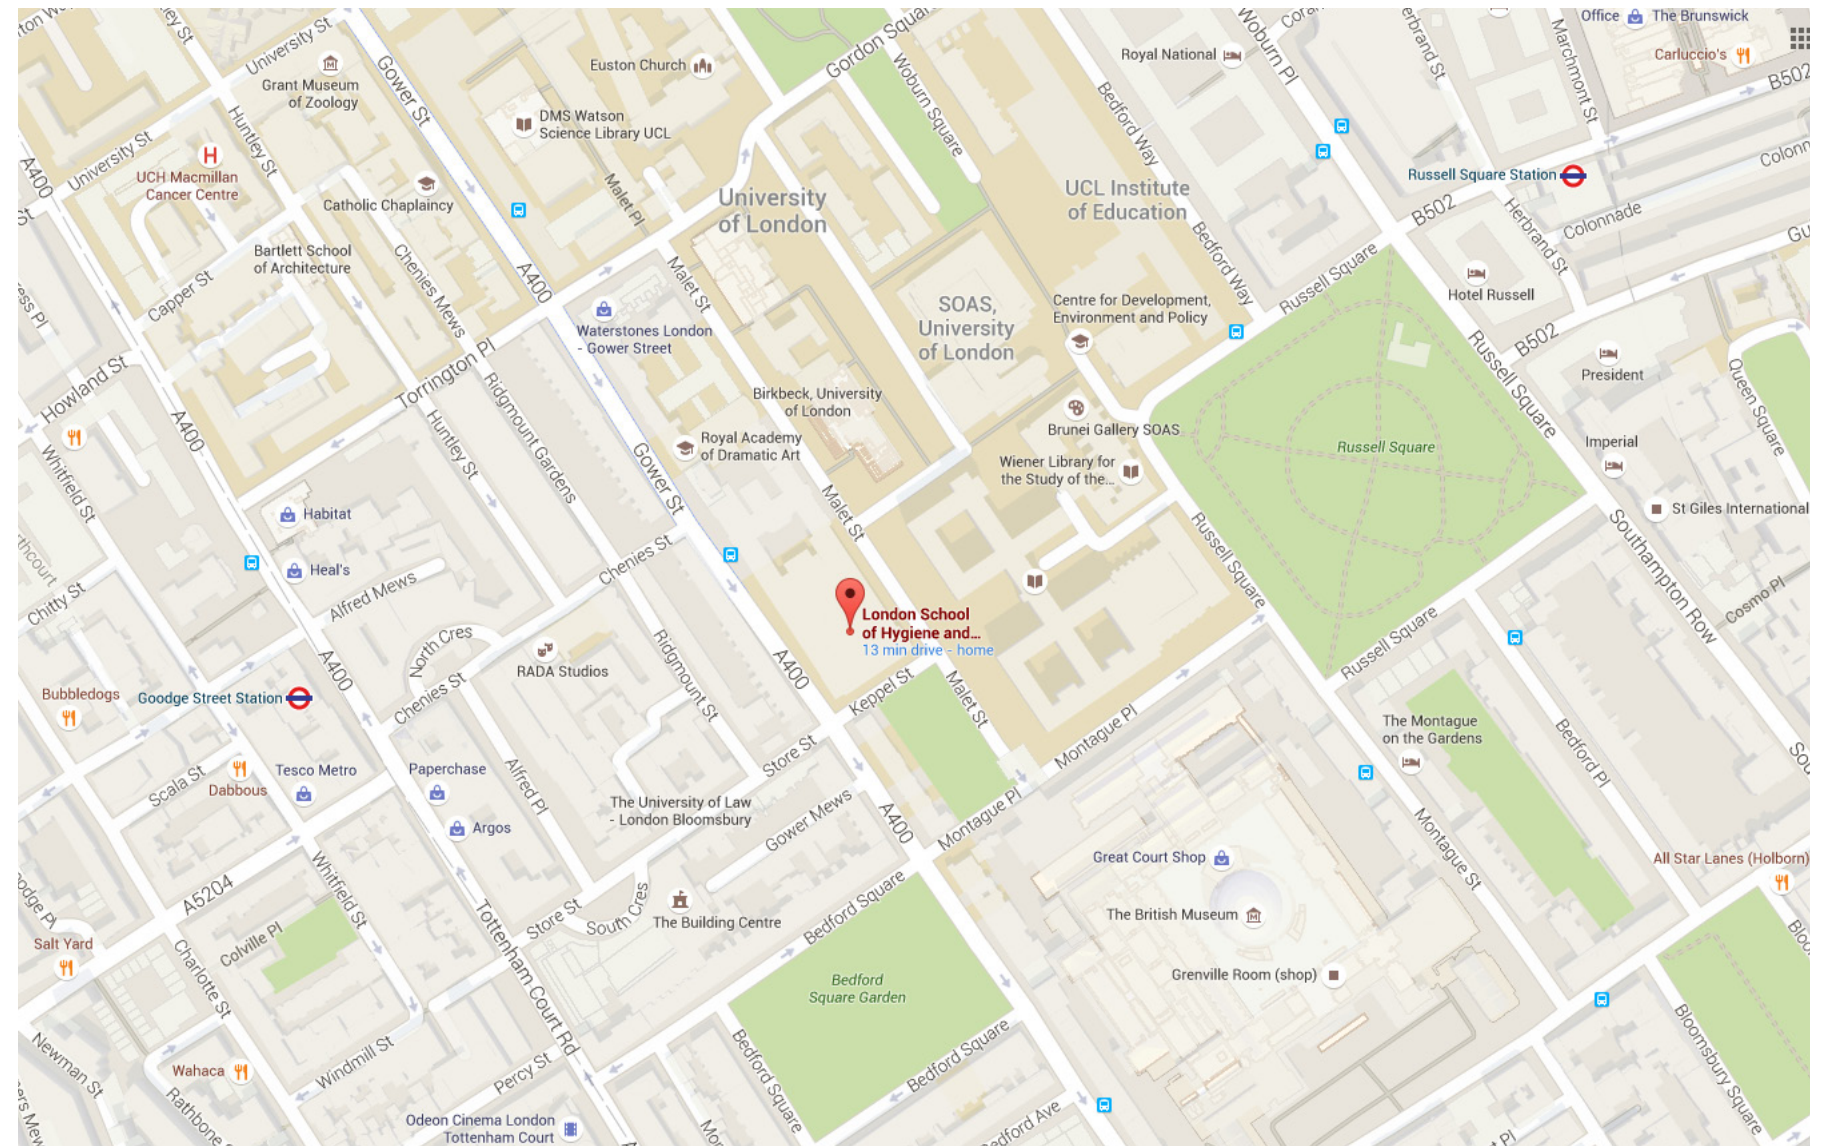 University St
Gower St
Grant Museum
of Zoology
Euston Church
Gordon Square
Woburn Square
Royal National
Woburn Pl
Herbrand St
Marchmont St
Office
The Brunswick
Carluccio's
B502
DMS Watson
Science Library UCL
Bedford Way
Huntley St
University St
A400
UCH Macmillan
Cancer Centre
Catholic Chaplaincy
Malet Pl
University
of London
UCL Institute
of Education
Russell Square Station
B502
Herbrand St
Colonnade
Bartlett School
of Architecture
Chenies Mews
A400
Malet St
Bedford Way
Russell Square
Hotel Russell
Capper St
Waterstones London
- Gower Street
SOAS,
University
of London
Centre for Development,
Environment and Policy
Russell Square
B502
President
Queen Square
Howland St
Torrington Pl
Ridgmount Gardens
Birkbeck, University
of London
Brunei Gallery SOAS
Russell Square
Imperial
A400
Huntley St
Gower St
Royal Academy
of Dramatic Art
Wiener Library for
the Study of the...
Whitfield St
Habitat
Malet St
St Giles International
Heal's
Chenies St
Russell Square
Southampton Row
Chitty St
Alfred Mews
Cosmo Pl
North Cres
RADA Studios
Ridgmount St
London School
of Hygiene and...
13 min drive - home
Russell Square
A400
A400
Bubbledogs
Goodge Street Station
Chenies St
Keppel St
Malet St
Montague Pl
The Montague
on the Gardens
Bedford Pl
Scala St
Dabbous
Tesco Metro
Paperchase
Alfred Pl
Store St
Argos
The University of Law
- London Bloomsbury
Gower Mews
A400
Montague Pl
Great Court Shop
Montague St
All Star Lanes (Holborn)
A5204
Whitfield St
Store St
South Cres
The Building Centre
Bedford Square
The British Museum
Salt Yard
Colville Pl
Charlotte St
Tottenham Court Rd
Bedford
Square Garden
Grenville Room (shop)
Newman St
Wahaca
Rathbone
Windmill St
Percy St
Bedford Square
Bedford Square
Bloomsbury Square
Odeon Cinema London
Tottenham Court